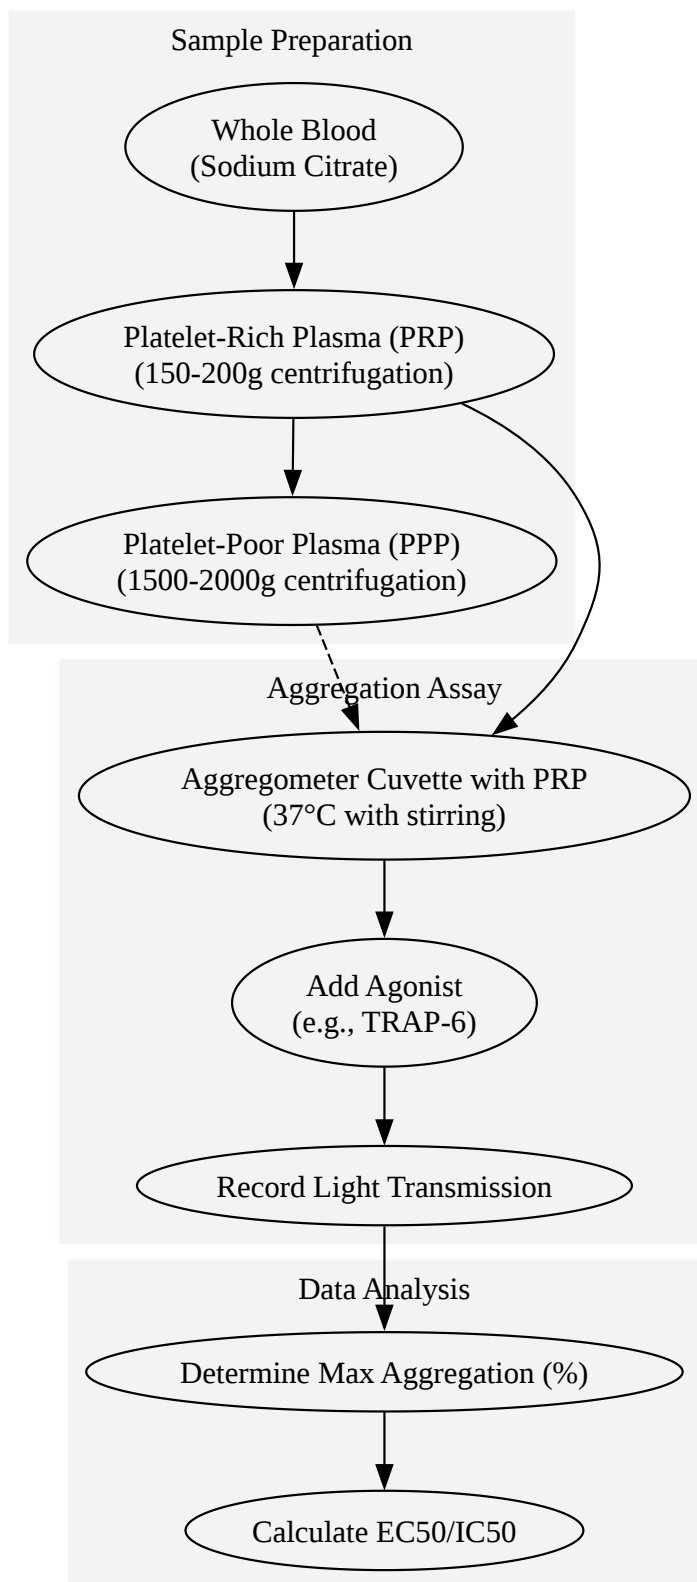 Sample Preparation
Whole Blood
(Sodium Citrate)
Platelet-Rich Plasma (PRP)
(150-200g centrifugation)
Platelet-Poor Plasma (PPP)
(1500-2000g centrifugation)
Aggregation Assay
Aggregometer Cuvette with PRP
(37°C with stirring)
Add Agonist
(e.g., TRAP-6)
Record Light Transmission
Data Analysis
Determine Max Aggregation (%)
Calculate EC50/IC50